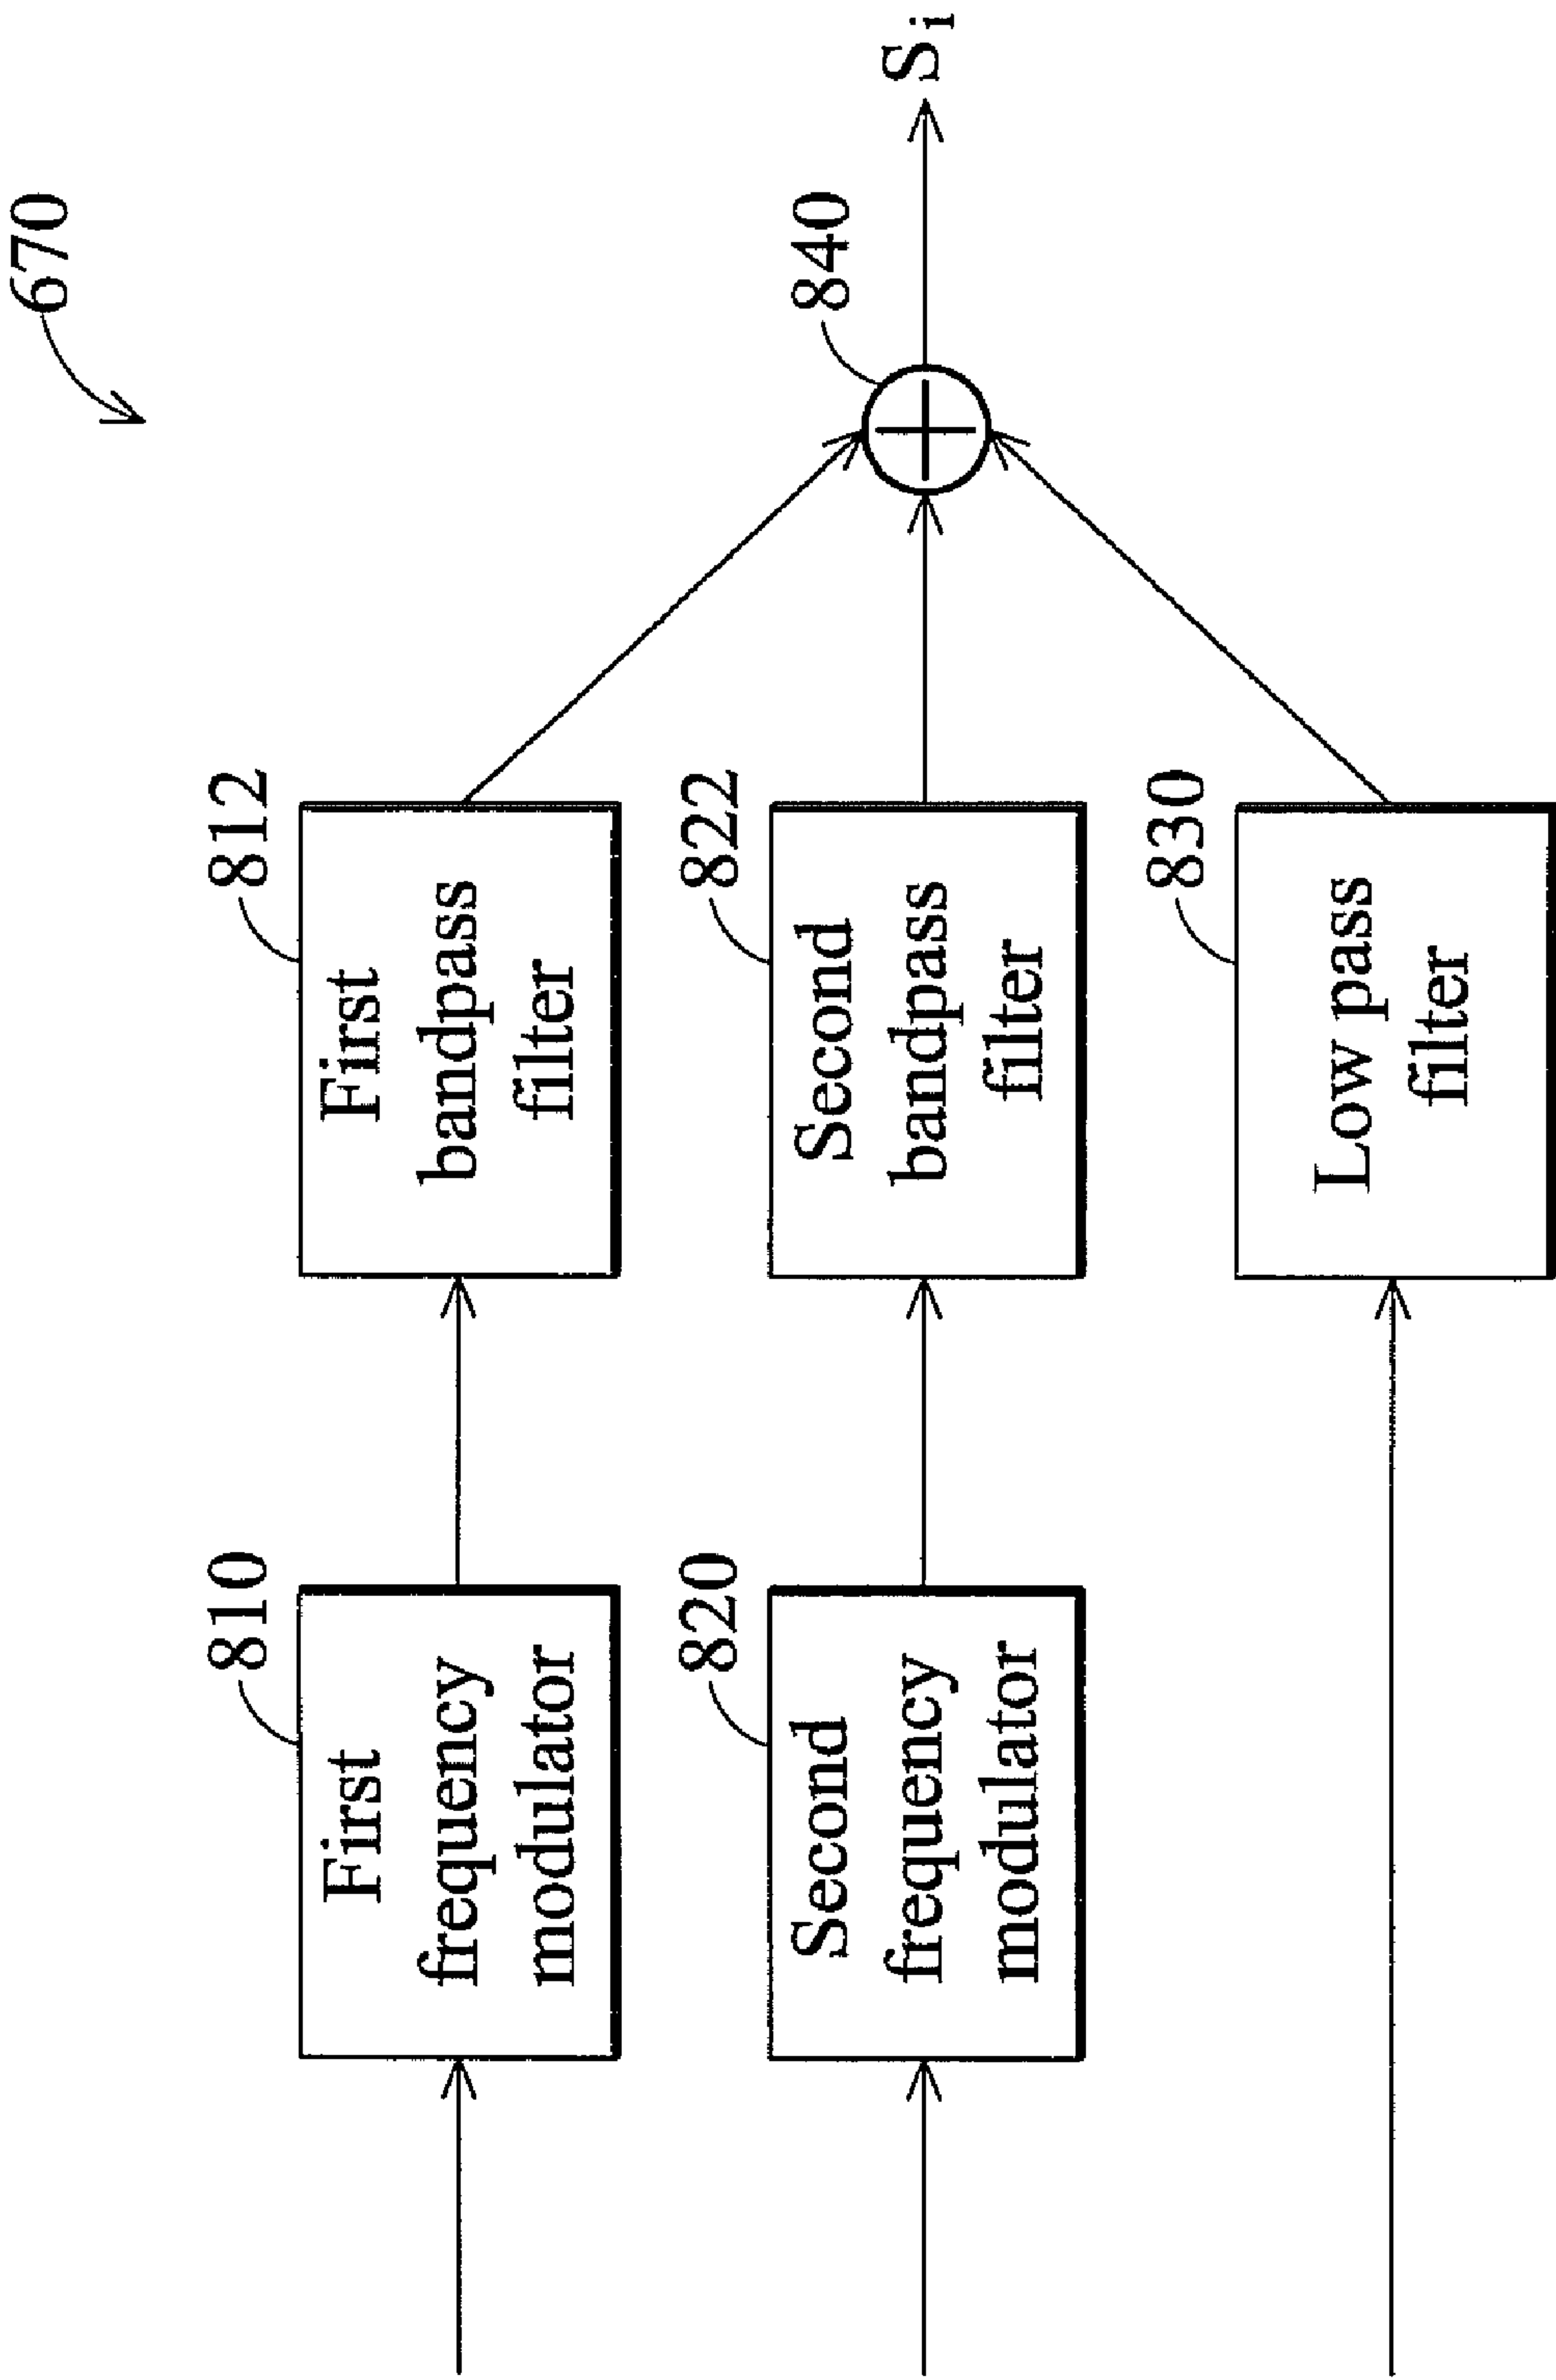 670
810
First
frequency
modulator
812
First
bandpass
filter
820
Second
frequency
modulator
822
Second
bandpass
filter
840
Si
830
Low pass
filter